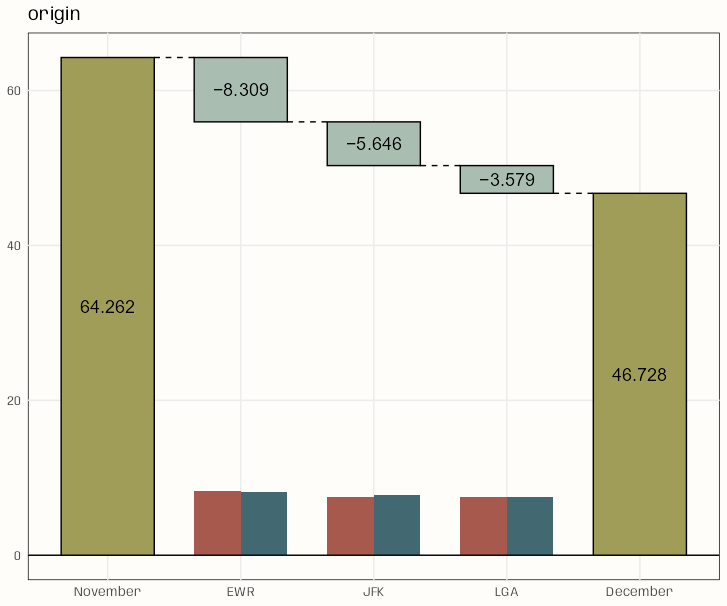 origin
60
40
20
0
64.262
−8.309
−5.646
−3.579
46.728
November
EWR
JFK
LGA
December